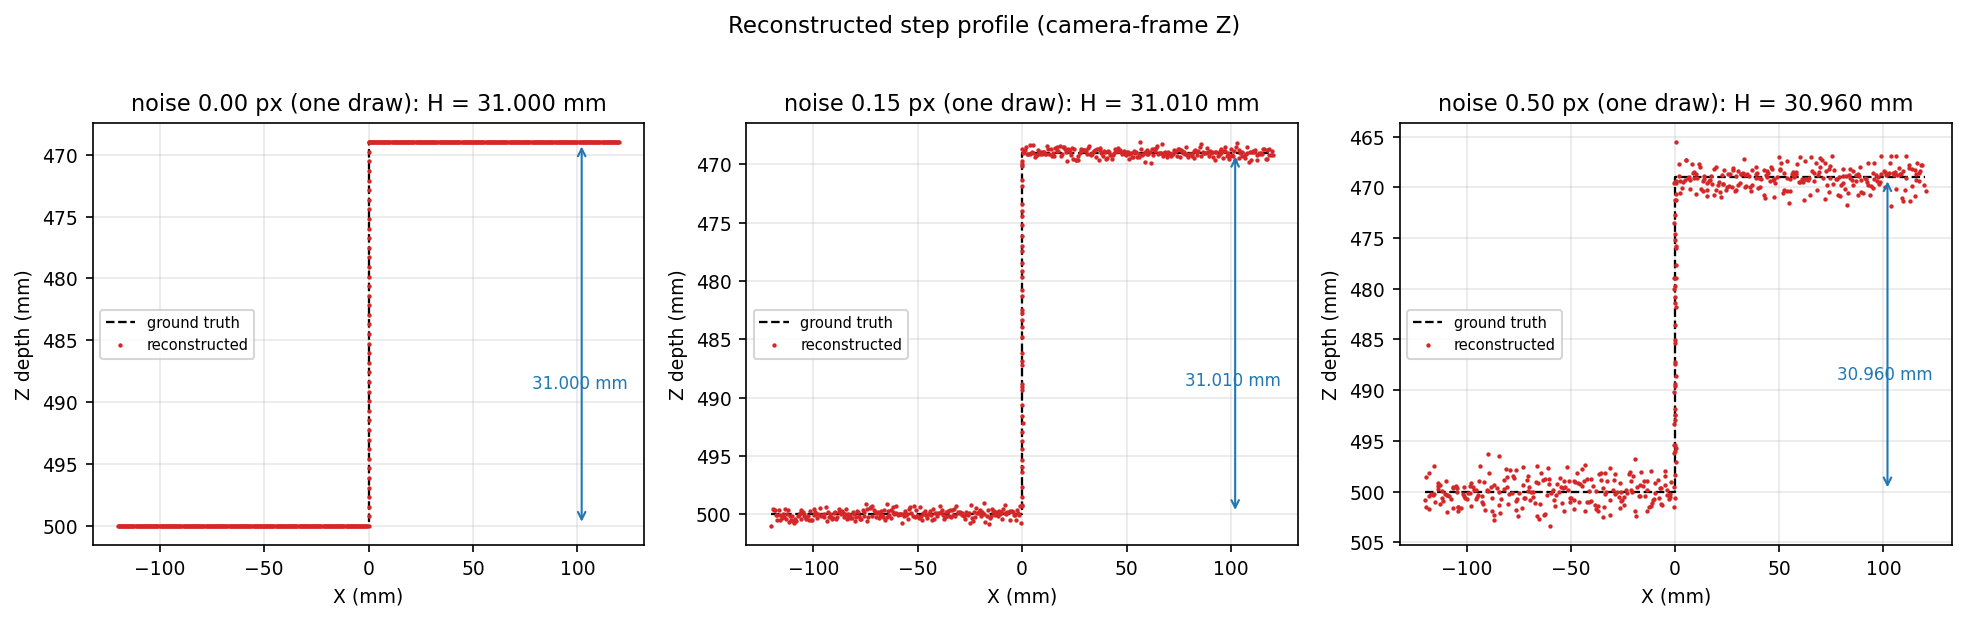 Reconstructed step profile (camera-frame Z)
noise 0.00 px (one draw): H = 31.000 mm
470
475
480
485
490
495
500
Z depth (mm)
ground truth
reconstructed
31.000 mm
−100
−50
0
50
100
X (mm)
noise 0.15 px (one draw): H = 31.010 mm
470
475
480
485
490
495
500
Z depth (mm)
ground truth
reconstructed
31.010 mm
−100
−50
0
50
100
X (mm)
noise 0.50 px (one draw): H = 30.960 mm
465
470
475
480
485
490
495
500
505
Z depth (mm)
ground truth
reconstructed
30.960 mm
−100
−50
0
50
100
X (mm)